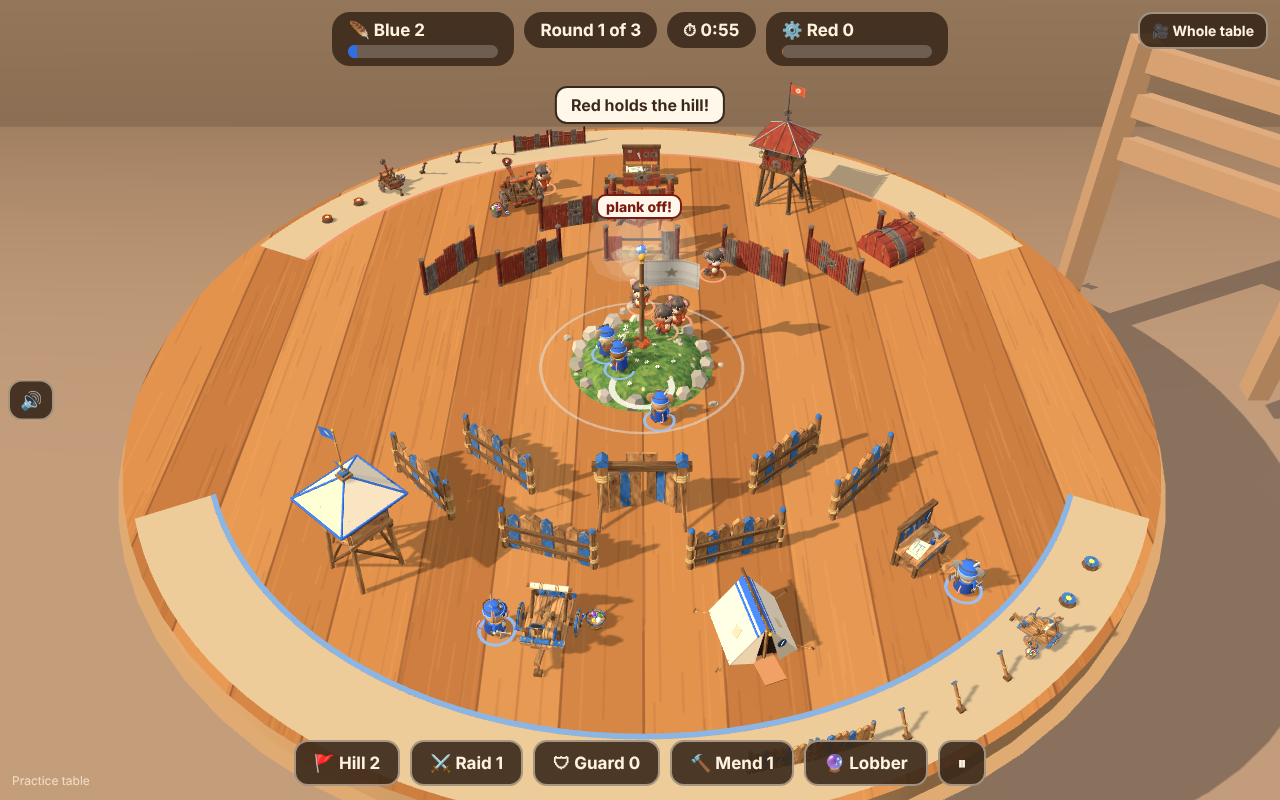 Blue 2
Round 1 of 3
0:55
Red 0
Whole table
Red holds the hill!
plank off!
Hill 2
Raid 1
Guard 0
Mend 1
Lobber
Practice table